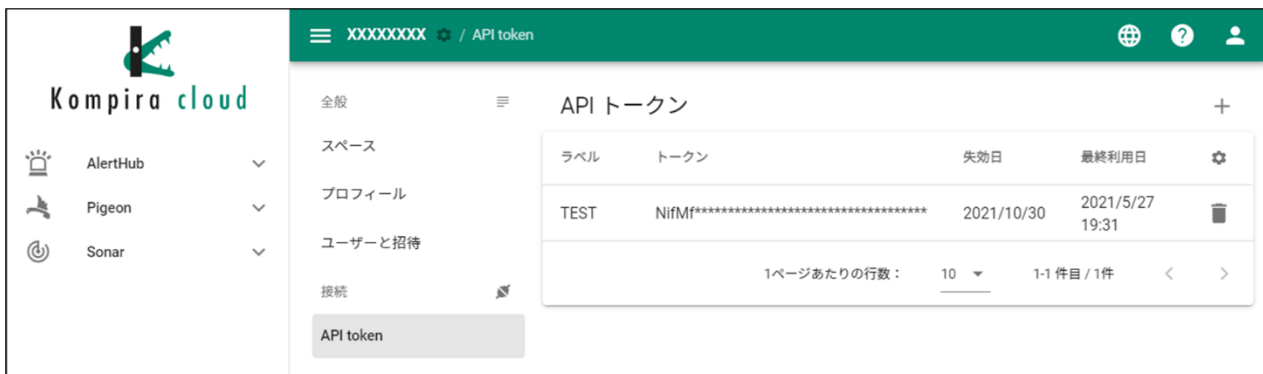 Kompira cloud
AlertHub
Pigeon
Sonar
XXXXXXXX / API token
全般
スペース
プロフィール
ユーザーと招待
接続
API token
API トークン
ラベル トークン 失効日 最終利用日
TEST NifMf*********************************** 2021/10/30 2021/5/27 19:31
1ページあたりの行数： 10 1-1 件目 / 1件